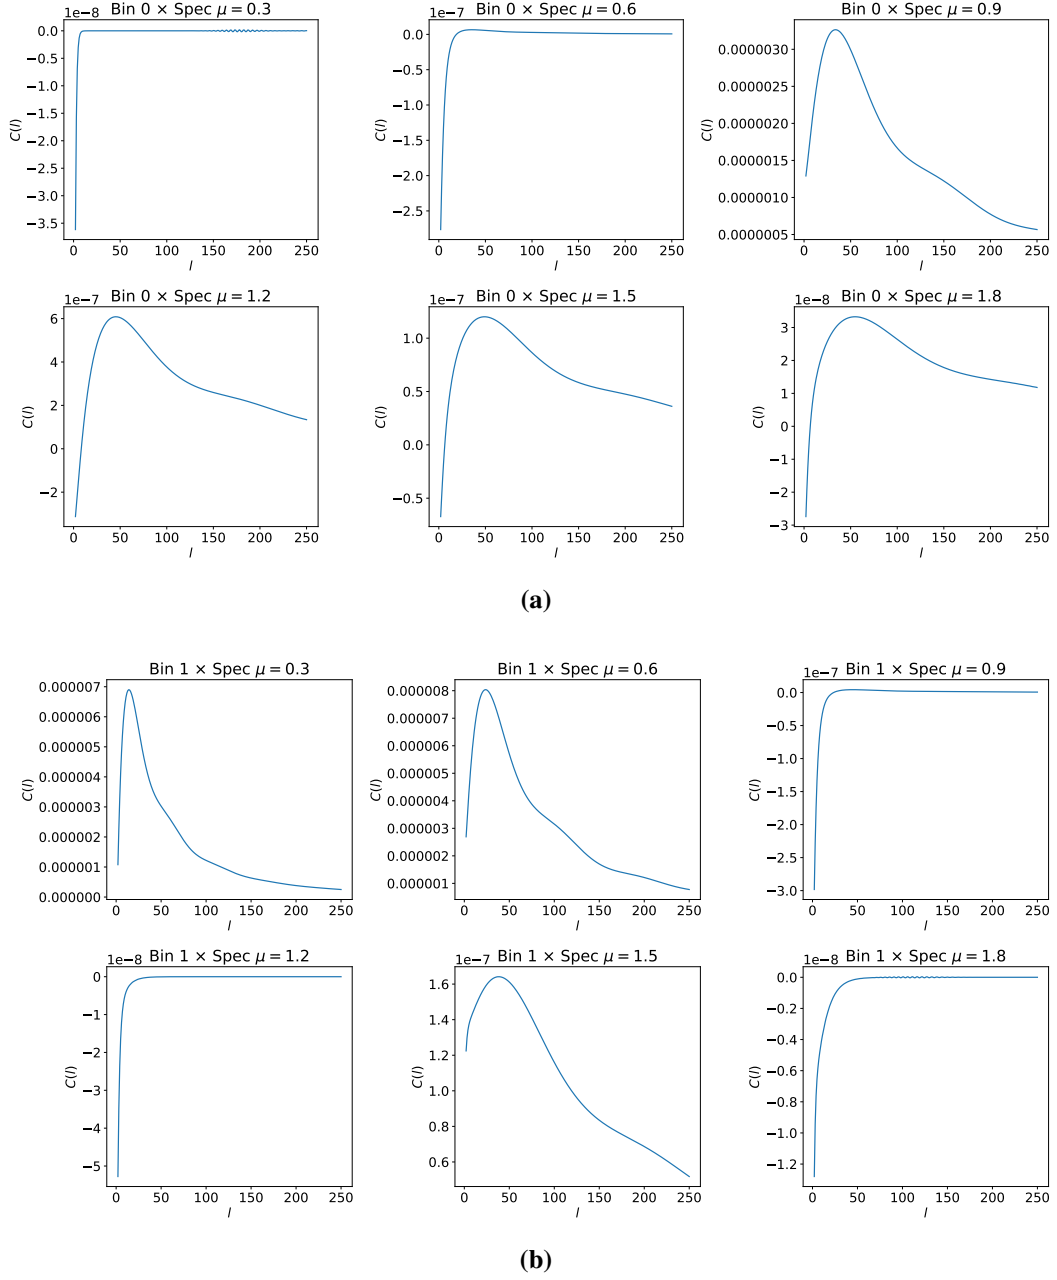 Bin 0 × Spec μ = 0.3
1e−8
0.0
−0.5
−1.0
−1.5
−2.0
−2.5
−3.0
−3.5
C(l)
0 50 100 150 200 250
l
Bin 0 × Spec μ = 0.6
1e−7
0.0
−0.5
−1.0
−1.5
−2.0
−2.5
C(l)
0 50 100 150 200 250
l
Bin 0 × Spec μ = 0.9
0.0000030
0.0000025
0.0000020
0.0000015
0.0000010
0.0000005
C(l)
0 50 100 150 200 250
l
Bin 0 × Spec μ = 1.2
1e−7
6
4
2
0
−2
C(l)
0 50 100 150 200 250
l
Bin 0 × Spec μ = 1.5
1e−7
1.0
0.5
0.0
−0.5
C(l)
0 50 100 150 200 250
l
Bin 0 × Spec μ = 1.8
1e−8
3
2
1
0
−1
−2
−3
C(l)
0 50 100 150 200 250
l
(a)
Bin 1 × Spec μ = 0.3
0.000007
0.000006
0.000005
0.000004
0.000003
0.000002
0.000001
0.000000
C(l)
0 50 100 150 200 250
l
Bin 1 × Spec μ = 0.6
0.000008
0.000007
0.000006
0.000005
0.000004
0.000003
0.000002
0.000001
C(l)
0 50 100 150 200 250
l
Bin 1 × Spec μ = 0.9
1e−7
0.0
−0.5
−1.0
−1.5
−2.0
−2.5
−3.0
C(l)
0 50 100 150 200 250
l
Bin 1 × Spec μ = 1.2
1e−8
0
−1
−2
−3
−4
−5
C(l)
0 50 100 150 200 250
l
Bin 1 × Spec μ = 1.5
1e−7
1.6
1.4
1.2
1.0
0.8
0.6
C(l)
0 50 100 150 200 250
l
Bin 1 × Spec μ = 1.8
1e−8
0.0
−0.2
−0.4
−0.6
−0.8
−1.0
−1.2
C(l)
0 50 100 150 200 250
l
(b)